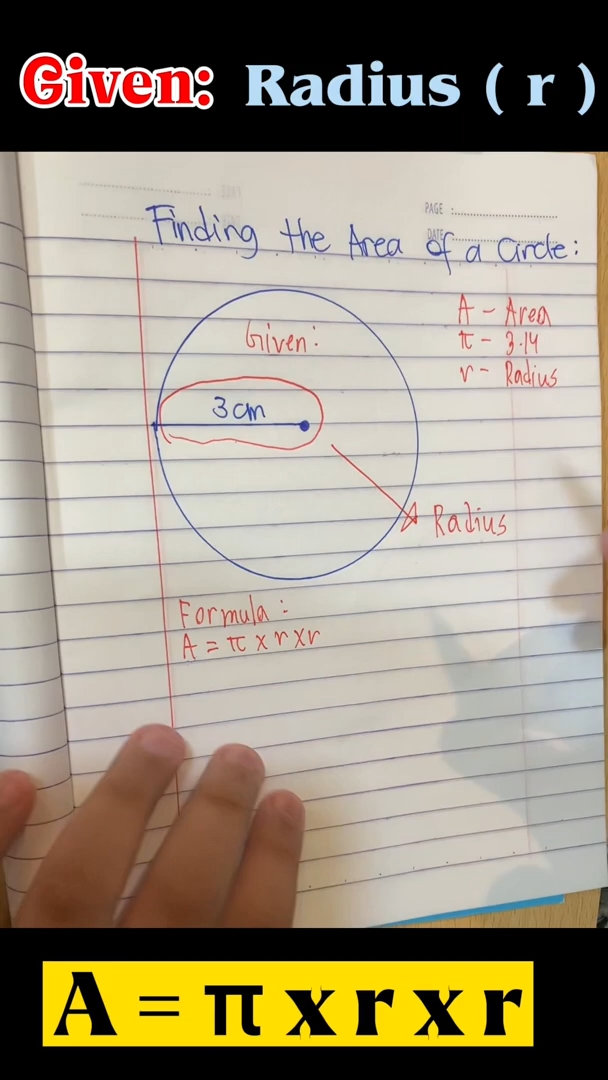 Given: Radius ( r )
PAGE :
DATE
Finding the Area of a Circle:
A - Area
π - 3.14
r - Radius
Given:
3 cm
Radius
Formula:
A = π x r x r
A = π x r x r